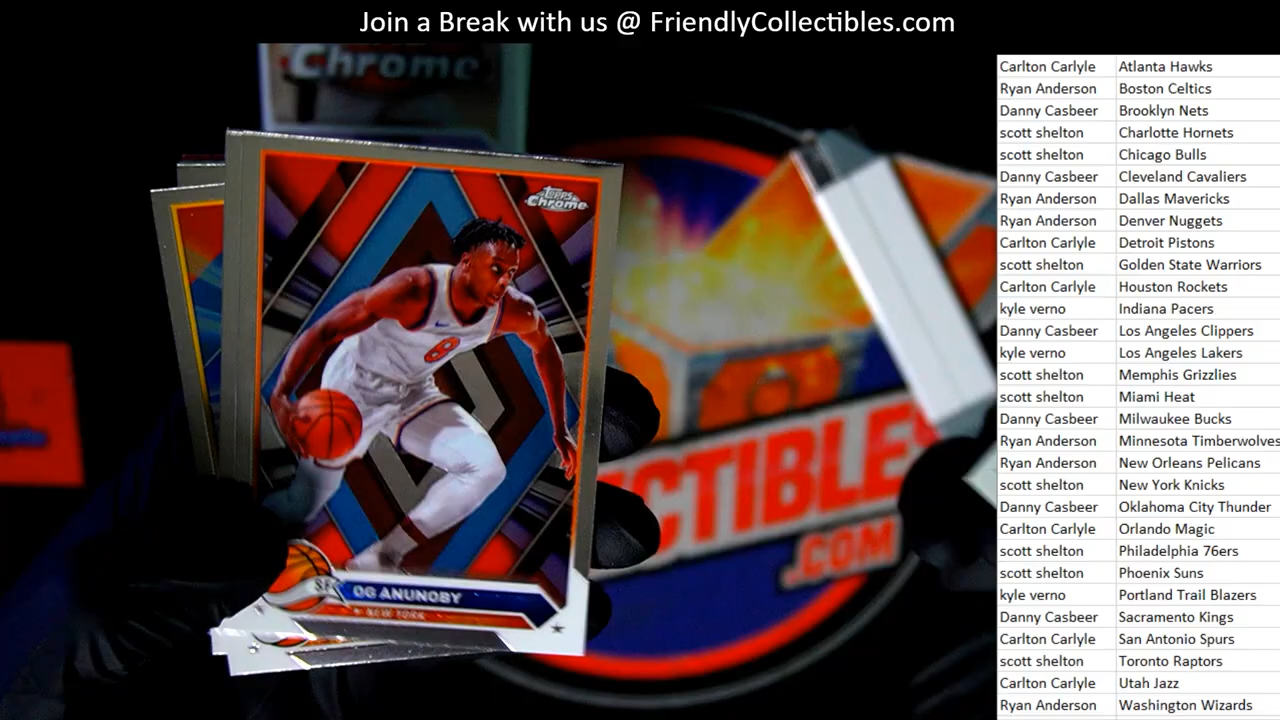 Join a Break with us @ FriendlyCollectibles.com
Chrome
Topps
Chrome
8
SF
OG ANUNOBY
NEW YORK
CTIBLES
.COM
Carlton Carlyle Atlanta Hawks
Ryan Anderson Boston Celtics
Danny Casbeer Brooklyn Nets
scott shelton Charlotte Hornets
scott shelton Chicago Bulls
Danny Casbeer Cleveland Cavaliers
Ryan Anderson Dallas Mavericks
Ryan Anderson Denver Nuggets
Carlton Carlyle Detroit Pistons
scott shelton Golden State Warriors
Carlton Carlyle Houston Rockets
kyle verno Indiana Pacers
Danny Casbeer Los Angeles Clippers
kyle verno Los Angeles Lakers
scott shelton Memphis Grizzlies
scott shelton Miami Heat
Danny Casbeer Milwaukee Bucks
Ryan Anderson Minnesota Timberwolves
Ryan Anderson New Orleans Pelicans
scott shelton New York Knicks
Danny Casbeer Oklahoma City Thunder
Carlton Carlyle Orlando Magic
scott shelton Philadelphia 76ers
scott shelton Phoenix Suns
kyle verno Portland Trail Blazers
Danny Casbeer Sacramento Kings
Carlton Carlyle San Antonio Spurs
scott shelton Toronto Raptors
Carlton Carlyle Utah Jazz
Ryan Anderson Washington Wizards